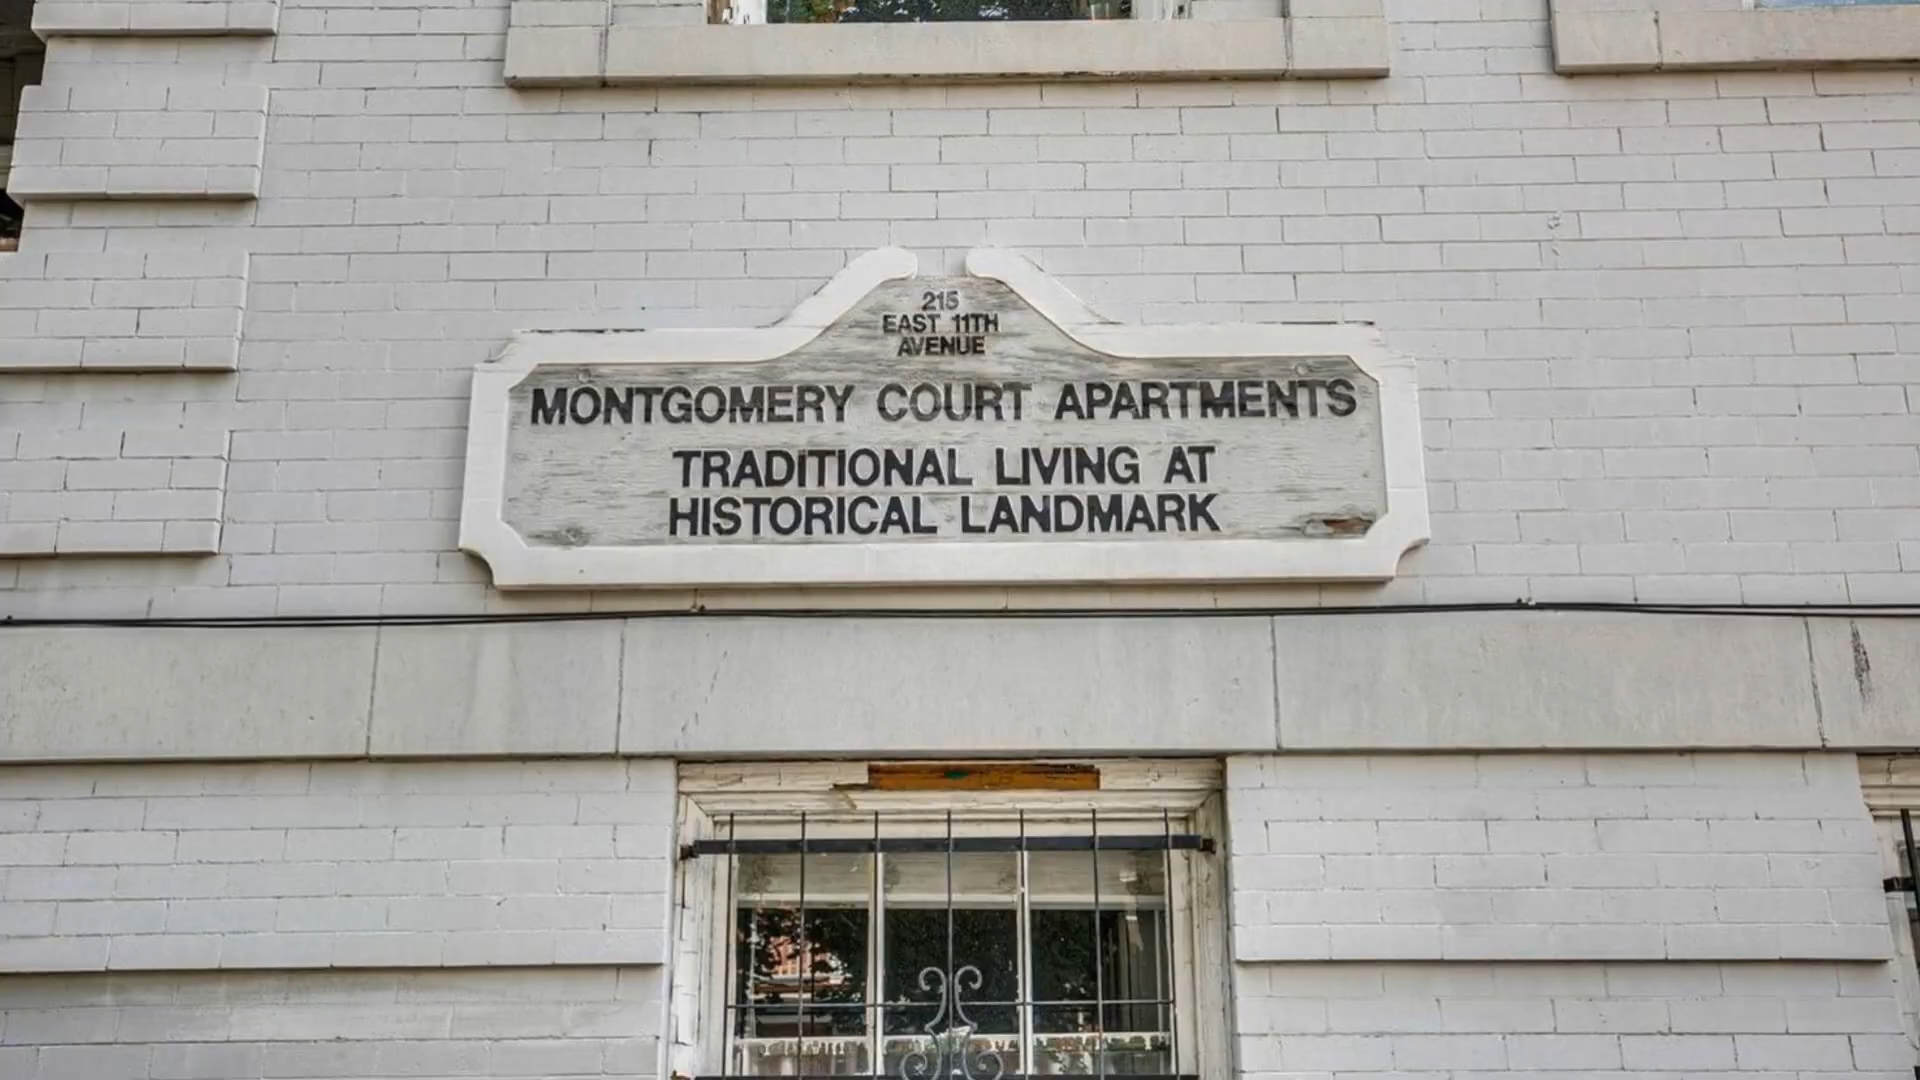 215
EAST 11TH
AVENUE
MONTGOMERY COURT APARTMENTS
TRADITIONAL LIVING AT
HISTORICAL LANDMARK